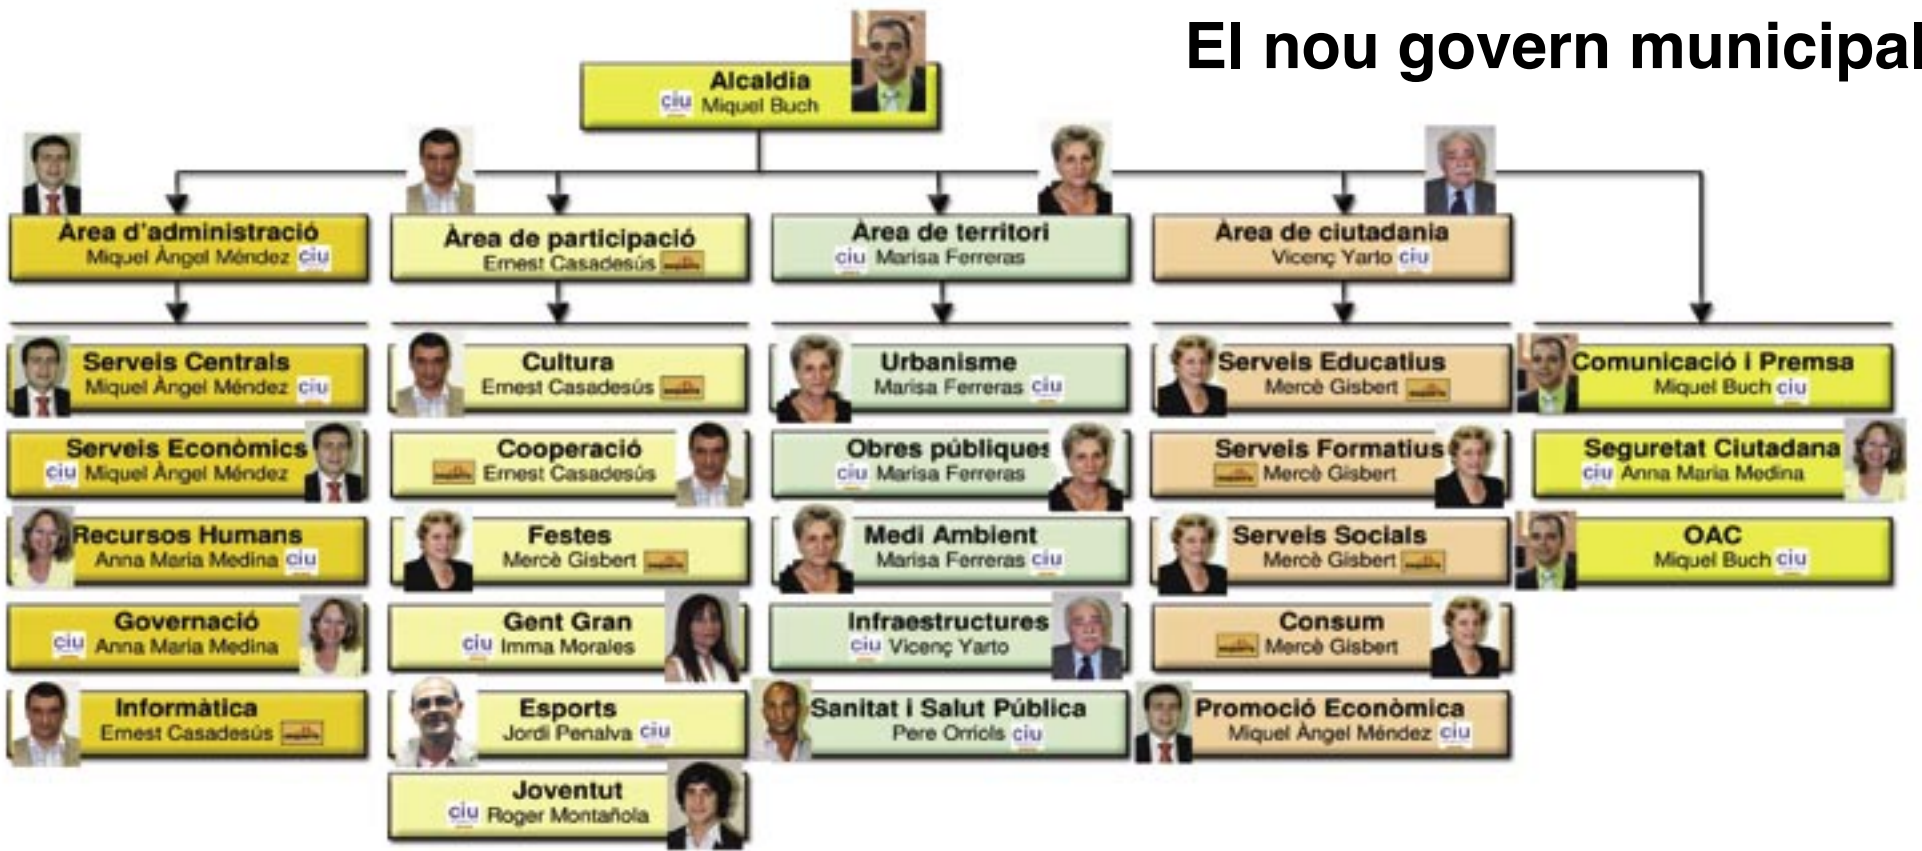 El nou govern municipal
Alcaldia
ciu Miquel Buch
Àrea d'administració
Miquel Àngel Méndez ciu
Àrea de participació
Ernest Casadesús
Àrea de territori
ciu Marisa Ferreras
Àrea de ciutadania
Vicenç Yarto ciu
Serveis Centrals
Miquel Àngel Méndez ciu
Serveis Econòmics
ciu Miquel Àngel Méndez
Recursos Humans
Anna Maria Medina ciu
Governació
ciu Anna Maria Medina
Informàtica
Ernest Casadesús
Cultura
Ernest Casadesús
Cooperació
Ernest Casadesús
Festes
Mercè Gisbert
Gent Gran
ciu Imma Morales
Esports
Jordi Penalva ciu
Joventut
ciu Roger Montañola
Urbanisme
Marisa Ferreras ciu
Obres públiques
ciu Marisa Ferreras
Medi Ambient
Marisa Ferreras ciu
Infraestructures
ciu Vicenç Yarto
Sanitat i Salut Pública
Pere Orriols ciu
Serveis Educatius
Mercè Gisbert
Serveis Formatius
Mercè Gisbert
Serveis Socials
Mercè Gisbert
Consum
Mercè Gisbert
Promoció Econòmica
Miquel Àngel Méndez ciu
Comunicació i Premsa
Miquel Buch ciu
Seguretat Ciutadana
ciu Anna Maria Medina
OAC
Miquel Buch ciu